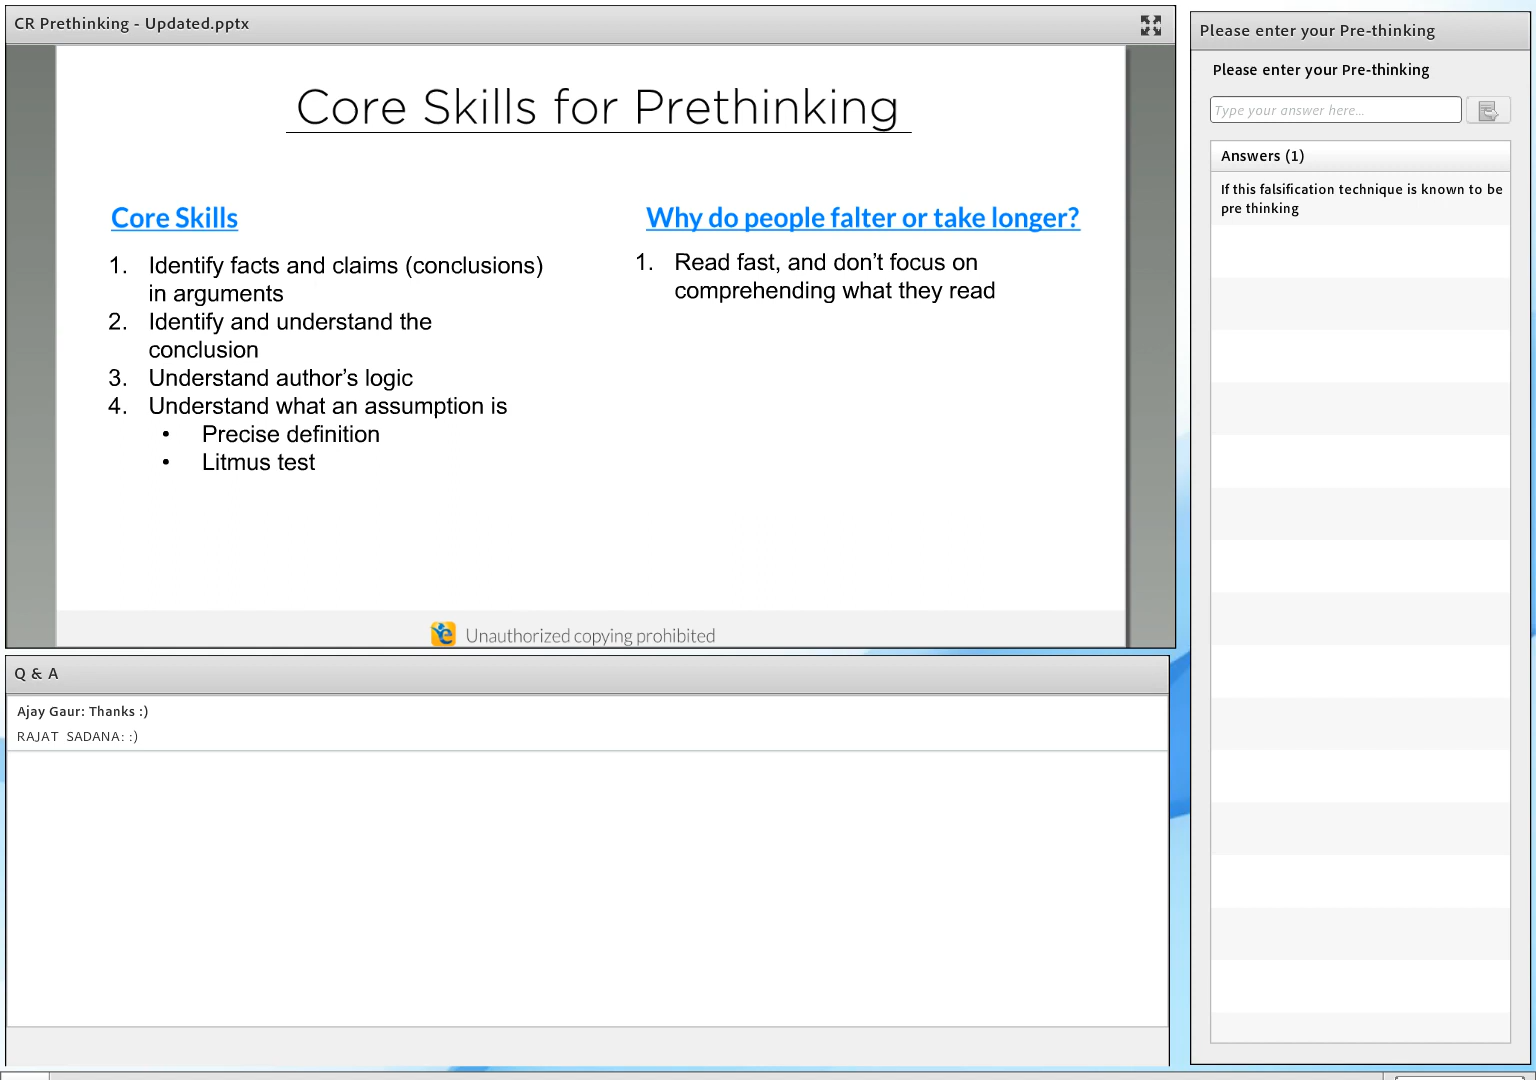 CR Prethinking - Updated.pptx
Core Skills for Prethinking
Core Skills
1. Identify facts and claims (conclusions)
in arguments
2. Identify and understand the
conclusion
3. Understand author's logic
4. Understand what an assumption is
• Precise definition
• Litmus test
Why do people falter or take longer?
1. Read fast, and don't focus on
comprehending what they read
Unauthorized copying prohibited
Q & A
Ajay Gaur: Thanks :)
RAJAT SADANA: :)
Please enter your Pre-thinking
Please enter your Pre-thinking
Type your answer here...
Answers (1)
If this falsification technique is known to be
pre thinking